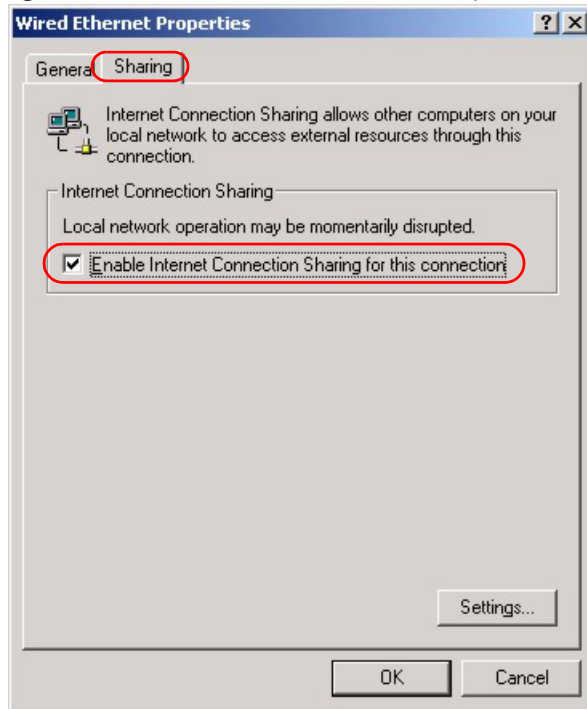 Wired Ethernet Properties
? X
General Sharing
Internet Connection Sharing allows other computers on your
local network to access external resources through this
connection.
Internet Connection Sharing
Local network operation may be momentarily disrupted.
Enable Internet Connection Sharing for this connection
Settings...
OK Cancel